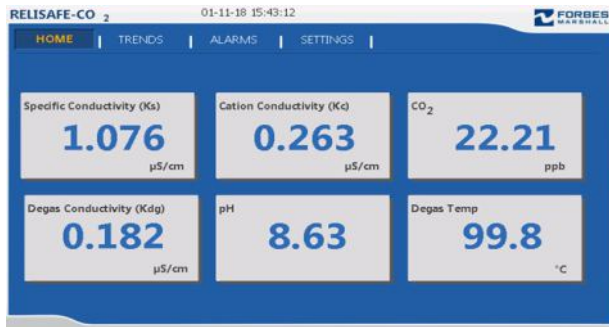 RELISAFE-CO 2 01-11-18 15:43:12 FORBES MARSHALL
HOME | TRENDS | ALARMS | SETTINGS |
Specific Conductivity (Ks)
1.076
µS/cm
Cation Conductivity (Kc)
0.263
µS/cm
CO2
22.21
ppb
Degas Conductivity (Kdg)
0.182
µS/cm
pH
8.63
Degas Temp
99.8
°C